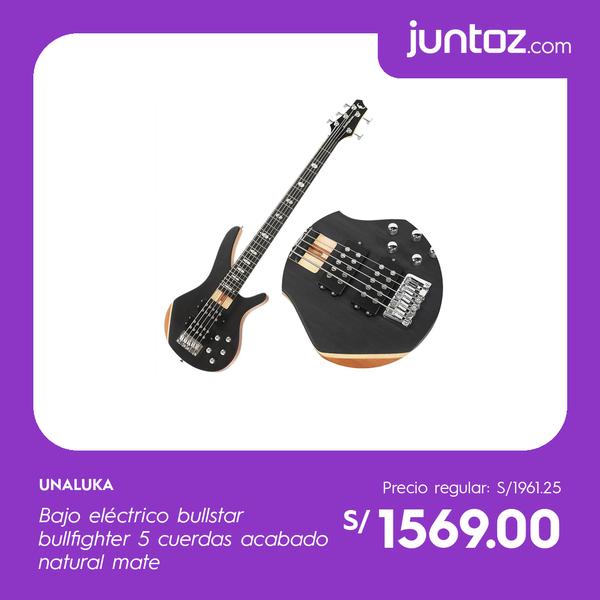 juntoz.com
UNALUKA
Bajo eléctrico bullstar
bullfighter 5 cuerdas acabado
natural mate
Precio regular: S/1961.25
S/ 1569.00